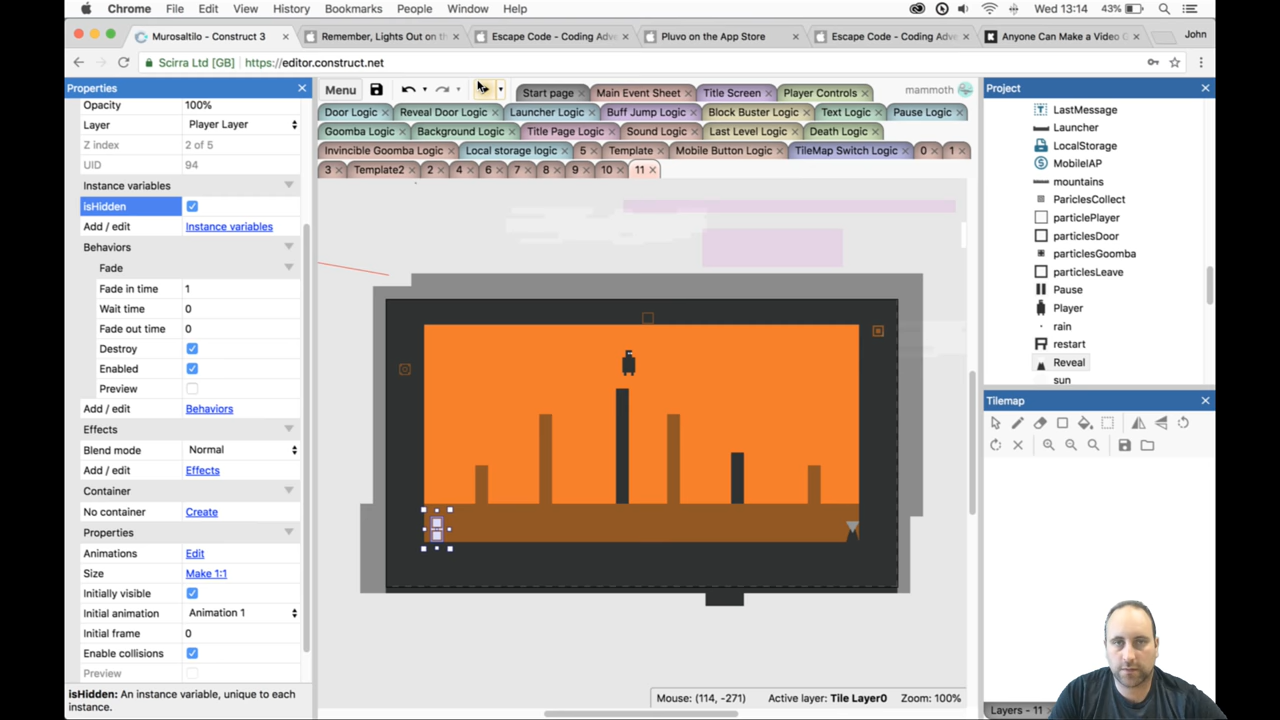 Chrome File Edit View History Bookmarks People Window Help Wed 13:14 43%
Murosaltilo - Construct 3 Remember, Lights Out on th Escape Code - Coding Adve Pluvo on the App Store Escape Code - Coding Adve Anyone Can Make a Video G John
Scirra Ltd [GB] https://editor.construct.net
Properties
Opacity 100%
Layer Player Layer
Z index 2 of 5
UID 94
Instance variables
isHidden
Add / edit Instance variables
Behaviors
Fade
Fade in time 1
Wait time 0
Fade out time 0
Destroy
Enabled
Preview
Add / edit Behaviors
Effects
Blend mode Normal
Add / edit Effects
Container
No container Create
Properties
Animations Edit
Size Make 1:1
Initially visible
Initial animation Animation 1
Initial frame 0
Enable collisions
Preview
isHidden: An instance variable, unique to each
instance.
Menu Start page Main Event Sheet Title Screen Player Controls mammoth
Door Logic Reveal Door Logic Launcher Logic Buff Jump Logic Block Buster Logic Text Logic Pause Logic
Goomba Logic Background Logic Title Page Logic Sound Logic Last Level Logic Death Logic
Invincible Goomba Logic Local storage logic 5 Template Mobile Button Logic TileMap Switch Logic 0 1
3 Template2 2 4 6 7 8 9 10 11
Mouse: (114, -271) Active layer: Tile Layer0 Zoom: 100%
Project
LastMessage
Launcher
LocalStorage
MobileIAP
mountains
PariclesCollect
particlePlayer
particlesDoor
particlesGoomba
particlesLeave
Pause
Player
rain
restart
Reveal
sun
Tilemap
Layers - 11